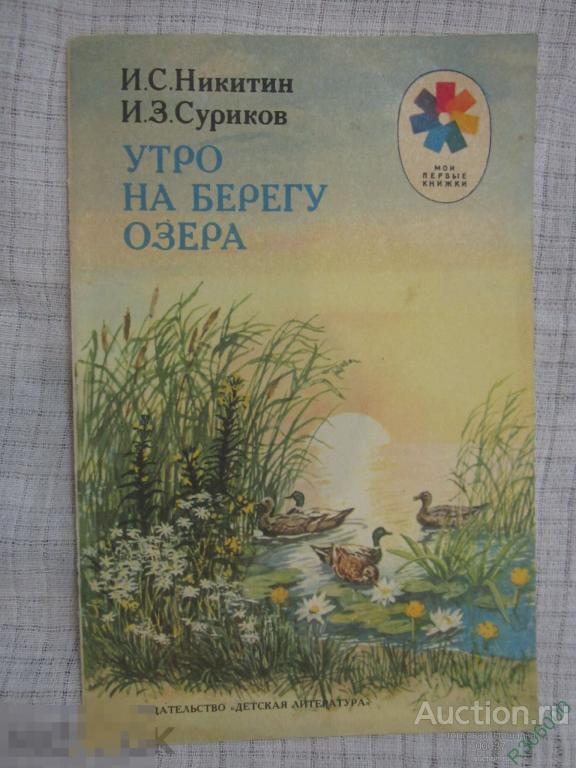 И.С.Никитин
И.З.Суриков
УТРО
НА БЕРЕГУ
ОЗЕРА
МОИ
ПЕРВЫЕ
КНИЖКИ
ДАТЕЛЬСТВО «ДЕТСКАЯ ЛИТЕРАТУРА»
Auction.ru